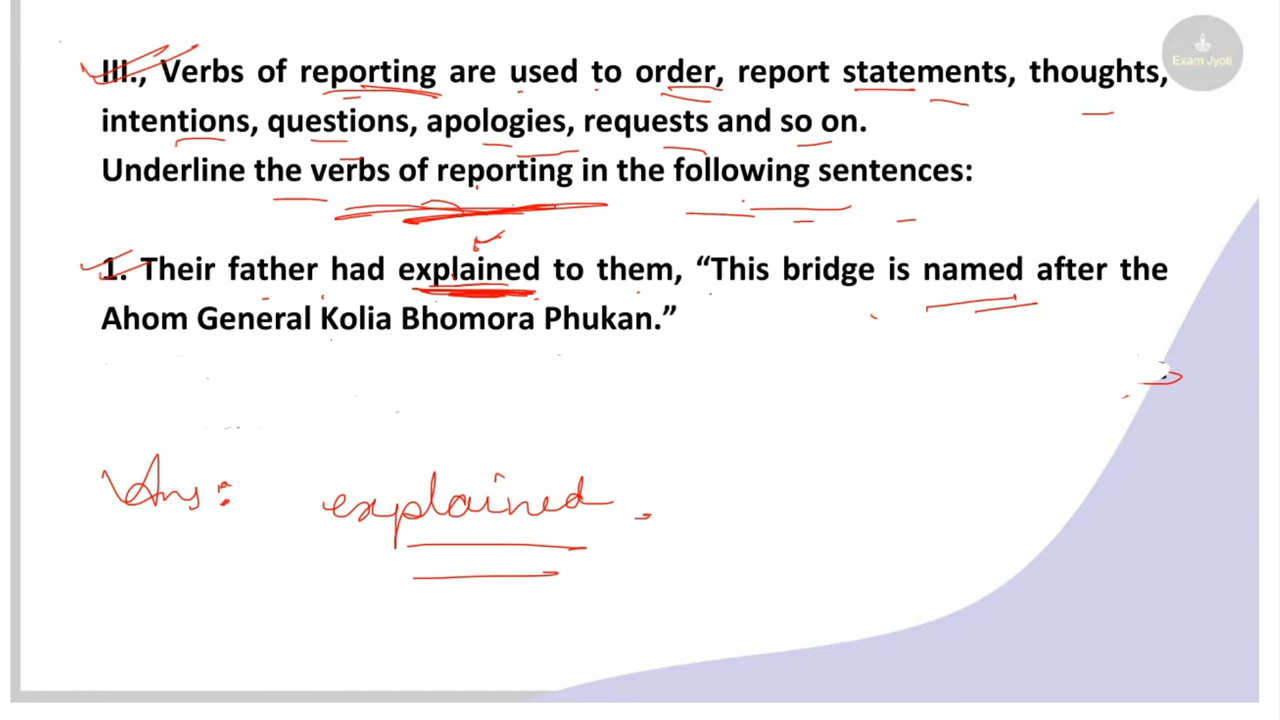 Exam Jyoti
III., Verbs of reporting are used to order, report statements, thoughts,
intentions, questions, apologies, requests and so on.
Underline the verbs of reporting in the following sentences:
1. Their father had explained to them, “This bridge is named after the
Ahom General Kolia Bhomora Phukan.”
Ans: explained.